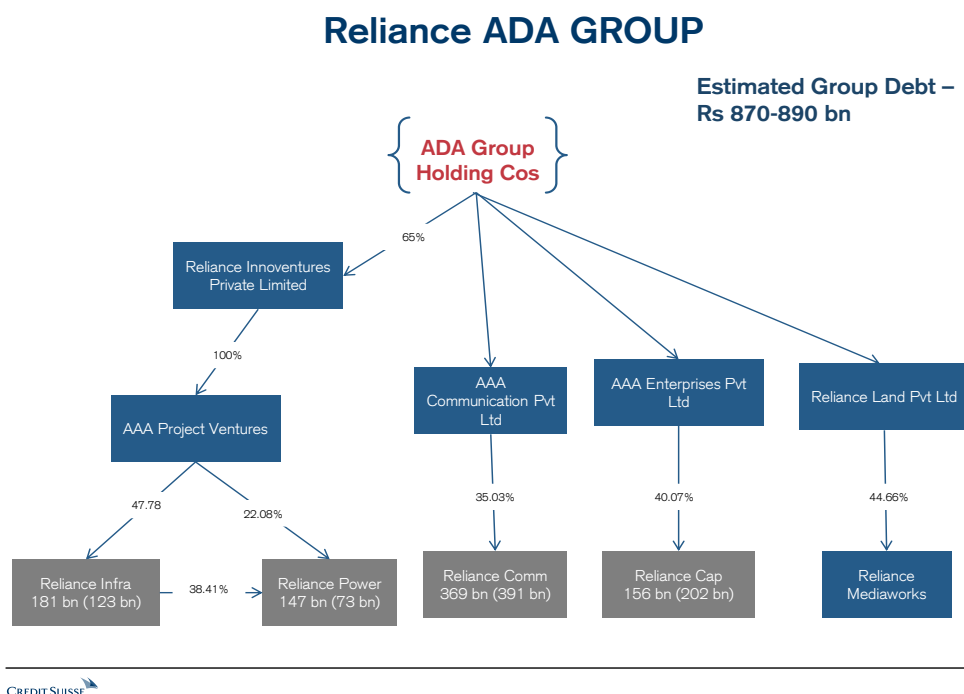 Reliance ADA GROUP
Estimated Group Debt –
Rs 870-890 bn
ADA Group
Holding Cos
65%
Reliance Innoventures
Private Limited
100%
AAA
Communication Pvt
Ltd
AAA Enterprises Pvt
Ltd
Reliance Land Pvt Ltd
AAA Project Ventures
47.78
22.08%
35.03%
40.07%
44.66%
Reliance Infra
181 bn (123 bn)
38.41%
Reliance Power
147 bn (73 bn)
Reliance Comm
369 bn (391 bn)
Reliance Cap
156 bn (202 bn)
Reliance
Mediaworks
CREDIT SUISSE